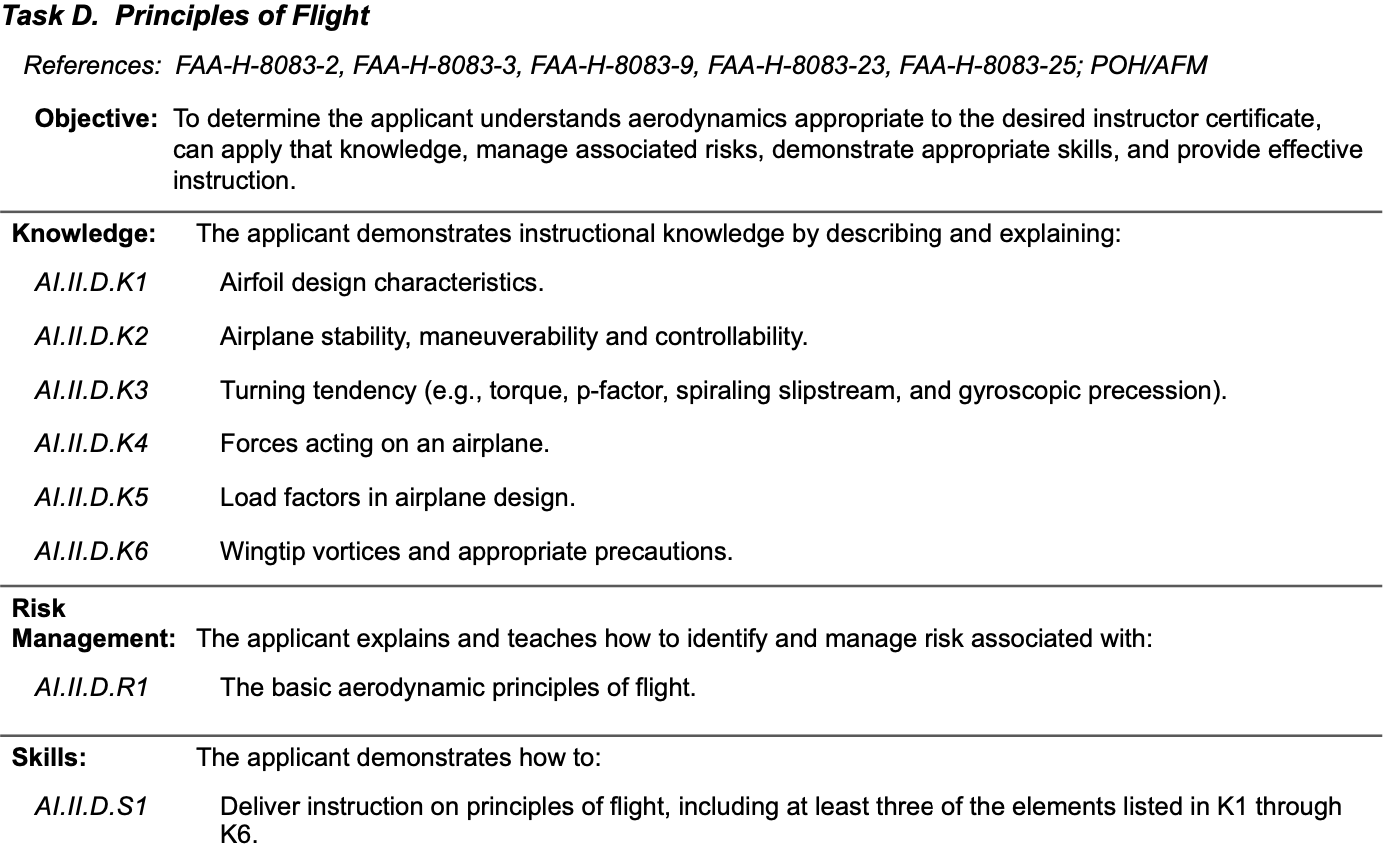 Task D. Principles of Flight
References: FAA-H-8083-2, FAA-H-8083-3, FAA-H-8083-9, FAA-H-8083-23, FAA-H-8083-25; POH/AFM
Objective: To determine the applicant understands aerodynamics appropriate to the desired instructor certificate,
can apply that knowledge, manage associated risks, demonstrate appropriate skills, and provide effective
instruction.
Knowledge: The applicant demonstrates instructional knowledge by describing and explaining:
AI.II.D.K1 Airfoil design characteristics.
AI.II.D.K2 Airplane stability, maneuverability and controllability.
AI.II.D.K3 Turning tendency (e.g., torque, p-factor, spiraling slipstream, and gyroscopic precession).
AI.II.D.K4 Forces acting on an airplane.
AI.II.D.K5 Load factors in airplane design.
AI.II.D.K6 Wingtip vortices and appropriate precautions.
Risk
Management: The applicant explains and teaches how to identify and manage risk associated with:
AI.II.D.R1 The basic aerodynamic principles of flight.
Skills: The applicant demonstrates how to:
AI.II.D.S1 Deliver instruction on principles of flight, including at least three of the elements listed in K1 through
K6.